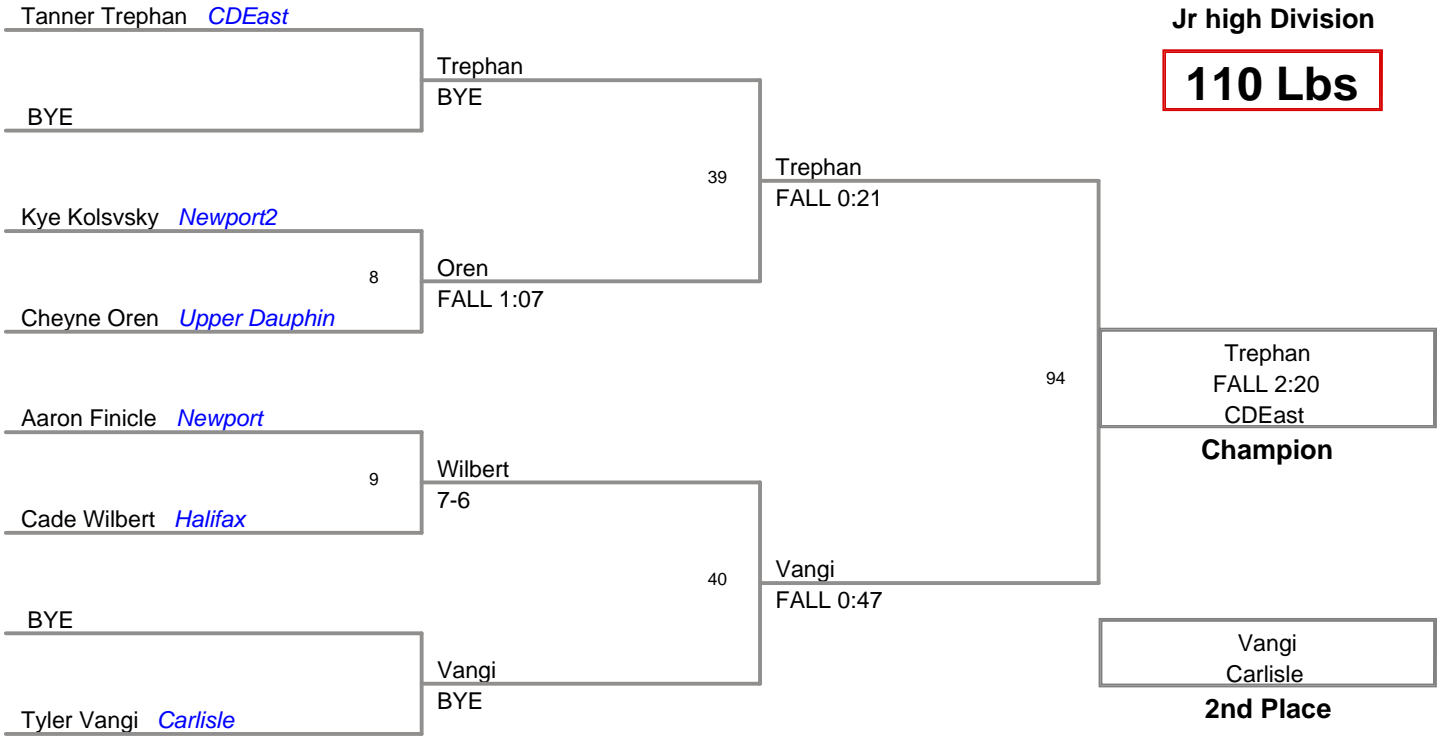 Tanner Trephan CDEast
Jr high Division
110 Lbs
Trephan
BYE
BYE
39
Trephan
FALL 0:21
Kye Kolsvsky Newport2
8
Oren
FALL 1:07
Cheyne Oren Upper Dauphin
94
Trephan
FALL 2:20
CDEast
Champion
Aaron Finicle Newport
9
Wilbert
7-6
Cade Wilbert Halifax
40
Vangi
FALL 0:47
BYE
Vangi
BYE
Tyler Vangi Carlisle
Vangi
Carlisle
2nd Place